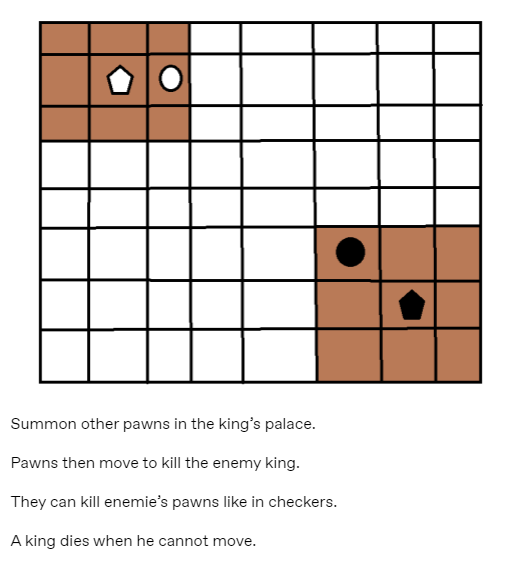 Summon other pawns in the king’s palace.
Pawns then move to kill the enemy king.
They can kill enemie’s pawns like in checkers.
A king dies when he cannot move.